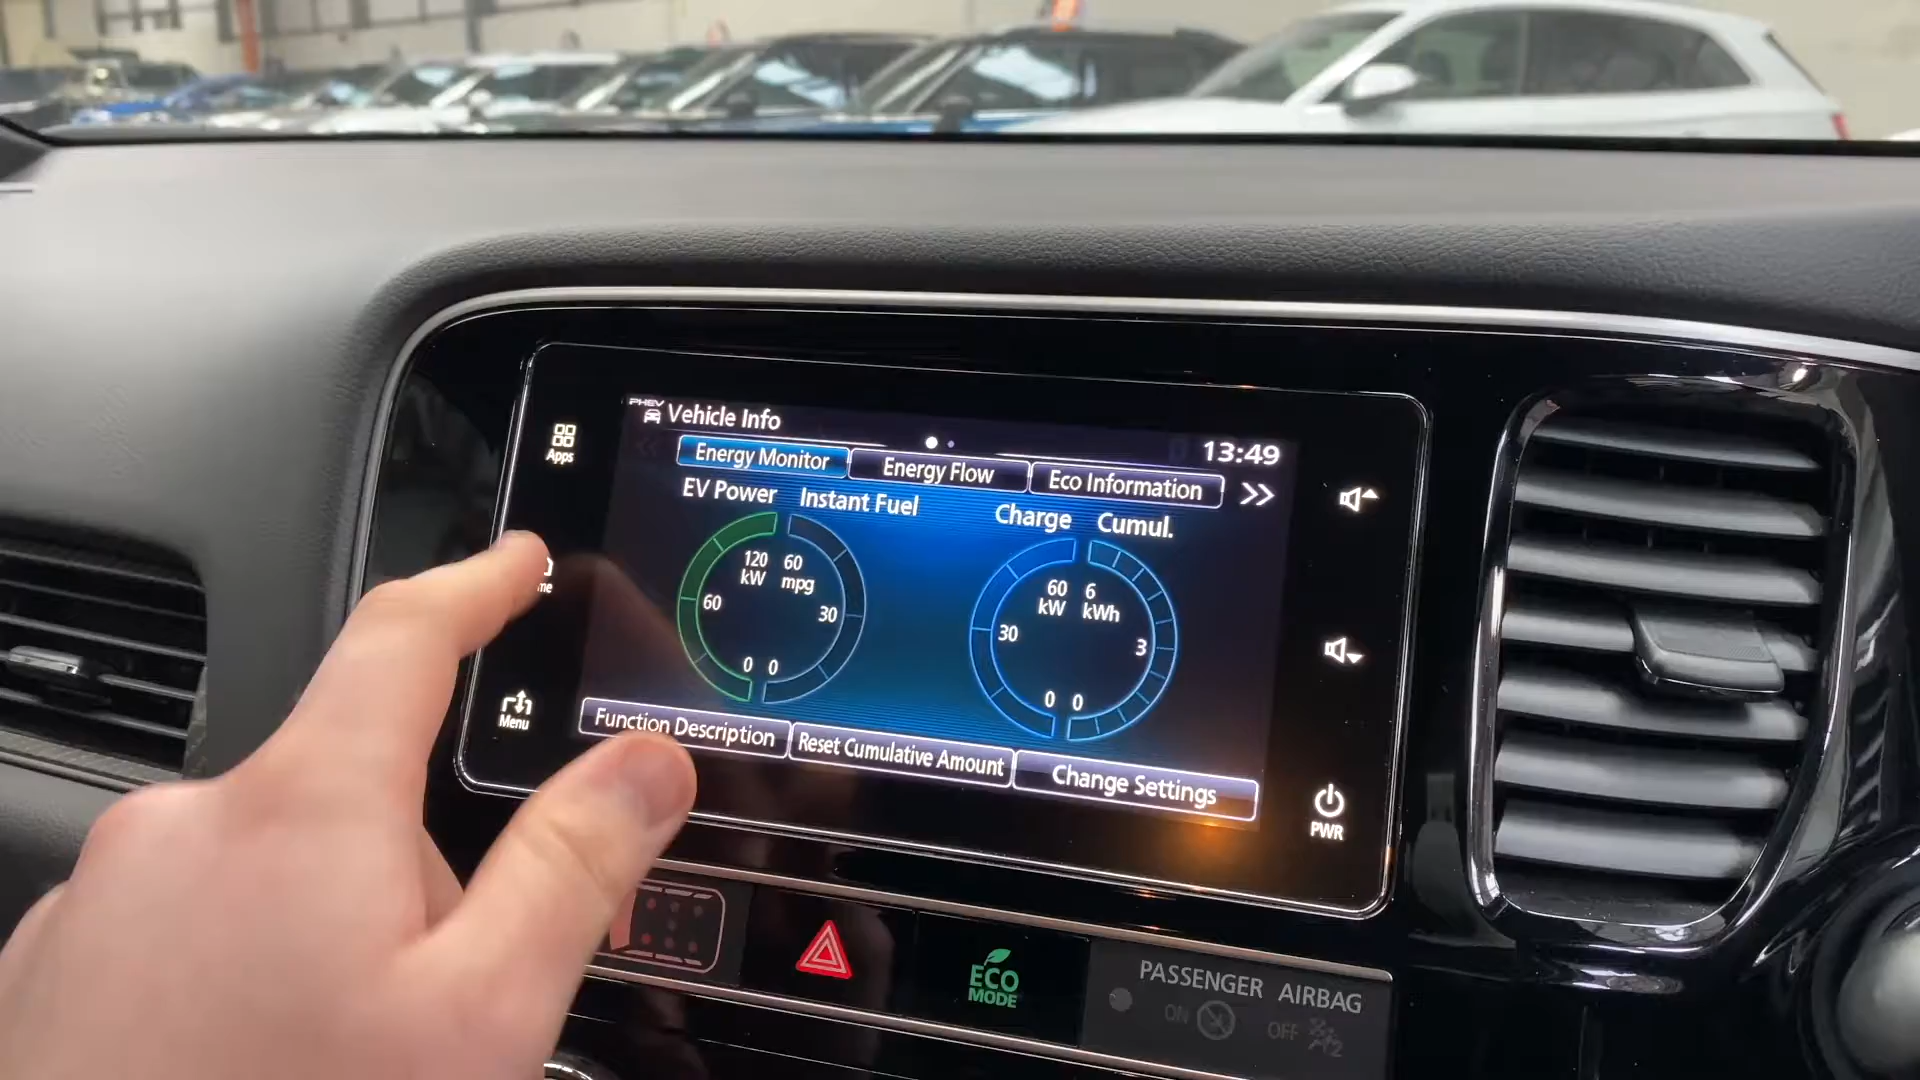 PHEV
Vehicle Info
13:49
Energy Monitor
Energy Flow
Eco Information
EV Power
Instant Fuel
Charge
Cumul.
120
kW
60
mpg
60
30
0
0
60
kW
6
kWh
30
3
0
0
Function Description
Reset Cumulative Amount
Change Settings
Apps
me
Menu
PWR
ECO
MODE
PASSENGER AIRBAG
ON
OFF